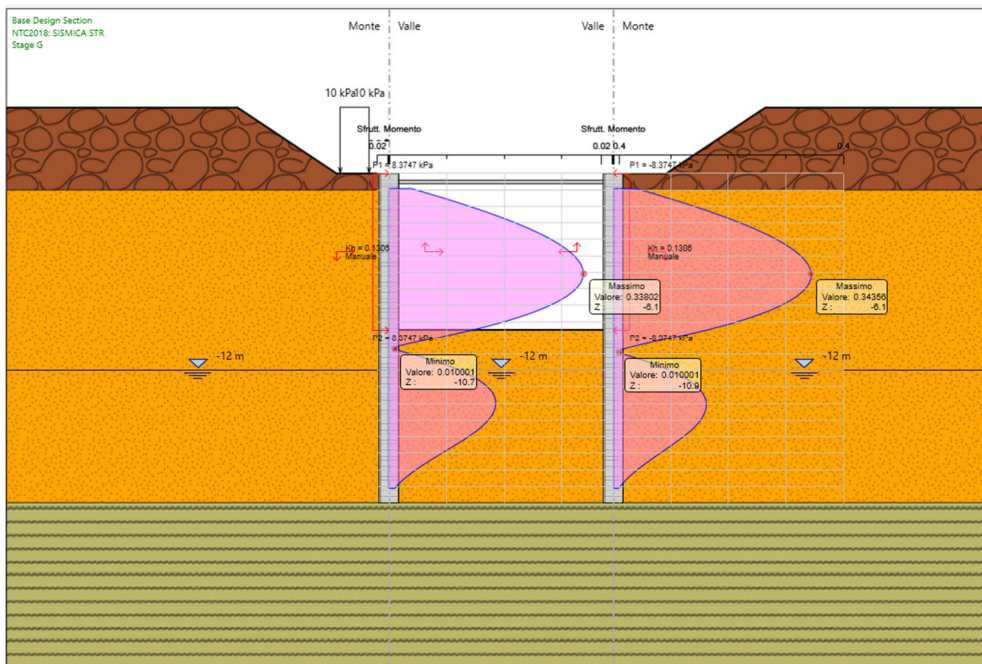 Base Design Section
NTC2018: SISMICA STR
Stage G
Monte Valle
Valle Monte
10 kPa10 kPa
Sfrutt. Momento
Sfrutt. Momento
0.02
0.02 0.4
0.4
P1 = 8.3747 kPa
P1 = -8.3747 kPa
Kh = 0.1306
Manuale
Kh = 0.1306
Manuale
Massimo
Valore: 0.33802
Z : -6.1
Massimo
Valore: 0.34356
Z : -6.1
P2 = 8.3747 kPa
P2 = -8.3747 kPa
-12 m
-12 m
-12 m
Minimo
Valore: 0.010001
Z : -10.7
Minimo
Valore: 0.010001
Z : -10.9